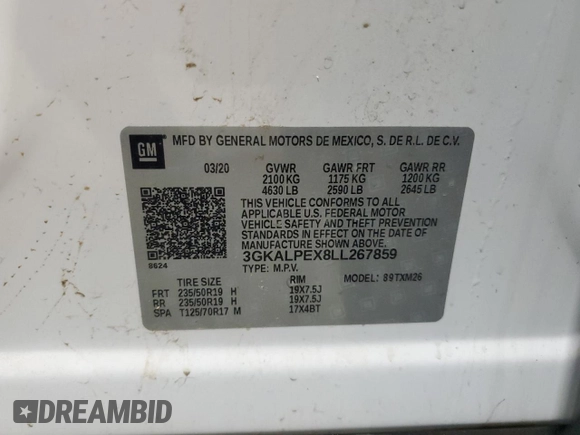 GM
MFD BY GENERAL MOTORS DE MEXICO, S. DE R.L. DE C.V.
03/20 GVWR GAWR FRT GAWR RR
2100 KG 1175 KG 1200 KG
4630 LB 2590 LB 2645 LB
THIS VEHICLE CONFORMS TO ALL
APPLICABLE U.S. FEDERAL MOTOR
VEHICLE SAFETY AND THEFT PREVENTION
STANDARDS IN EFFECT ON THE DATE OF
MANUFACTURE SHOWN ABOVE.
8624 3GKALPEX8LL267859
TYPE: M.P.V. MODEL: 89TXM26
TIRE SIZE RIM
FRT 235/50R19 H 19X7.5J
RR 235/50R19 H 19X7.5J
SPA T125/70R17 M 17X4BT
DREAMBID